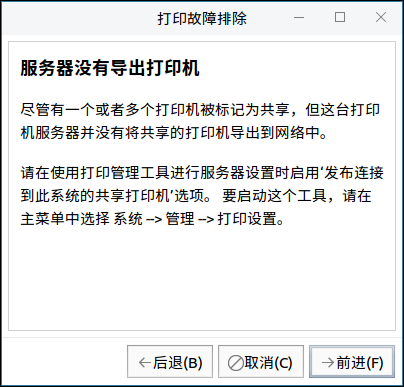 打印故障排除
服务器没有导出打印机
尽管有一个或者多个打印机被标记为共享，但这台打印
机服务器并没有将共享的打印机导出到网络中。
请在使用打印管理工具进行服务器设置时启用‘发布连接
到此系统的共享打印机’选项。 要启动这个工具，请在
主菜单中选择 系统 --> 管理 --> 打印设置。
后退(B) 取消(C) 前进(F)